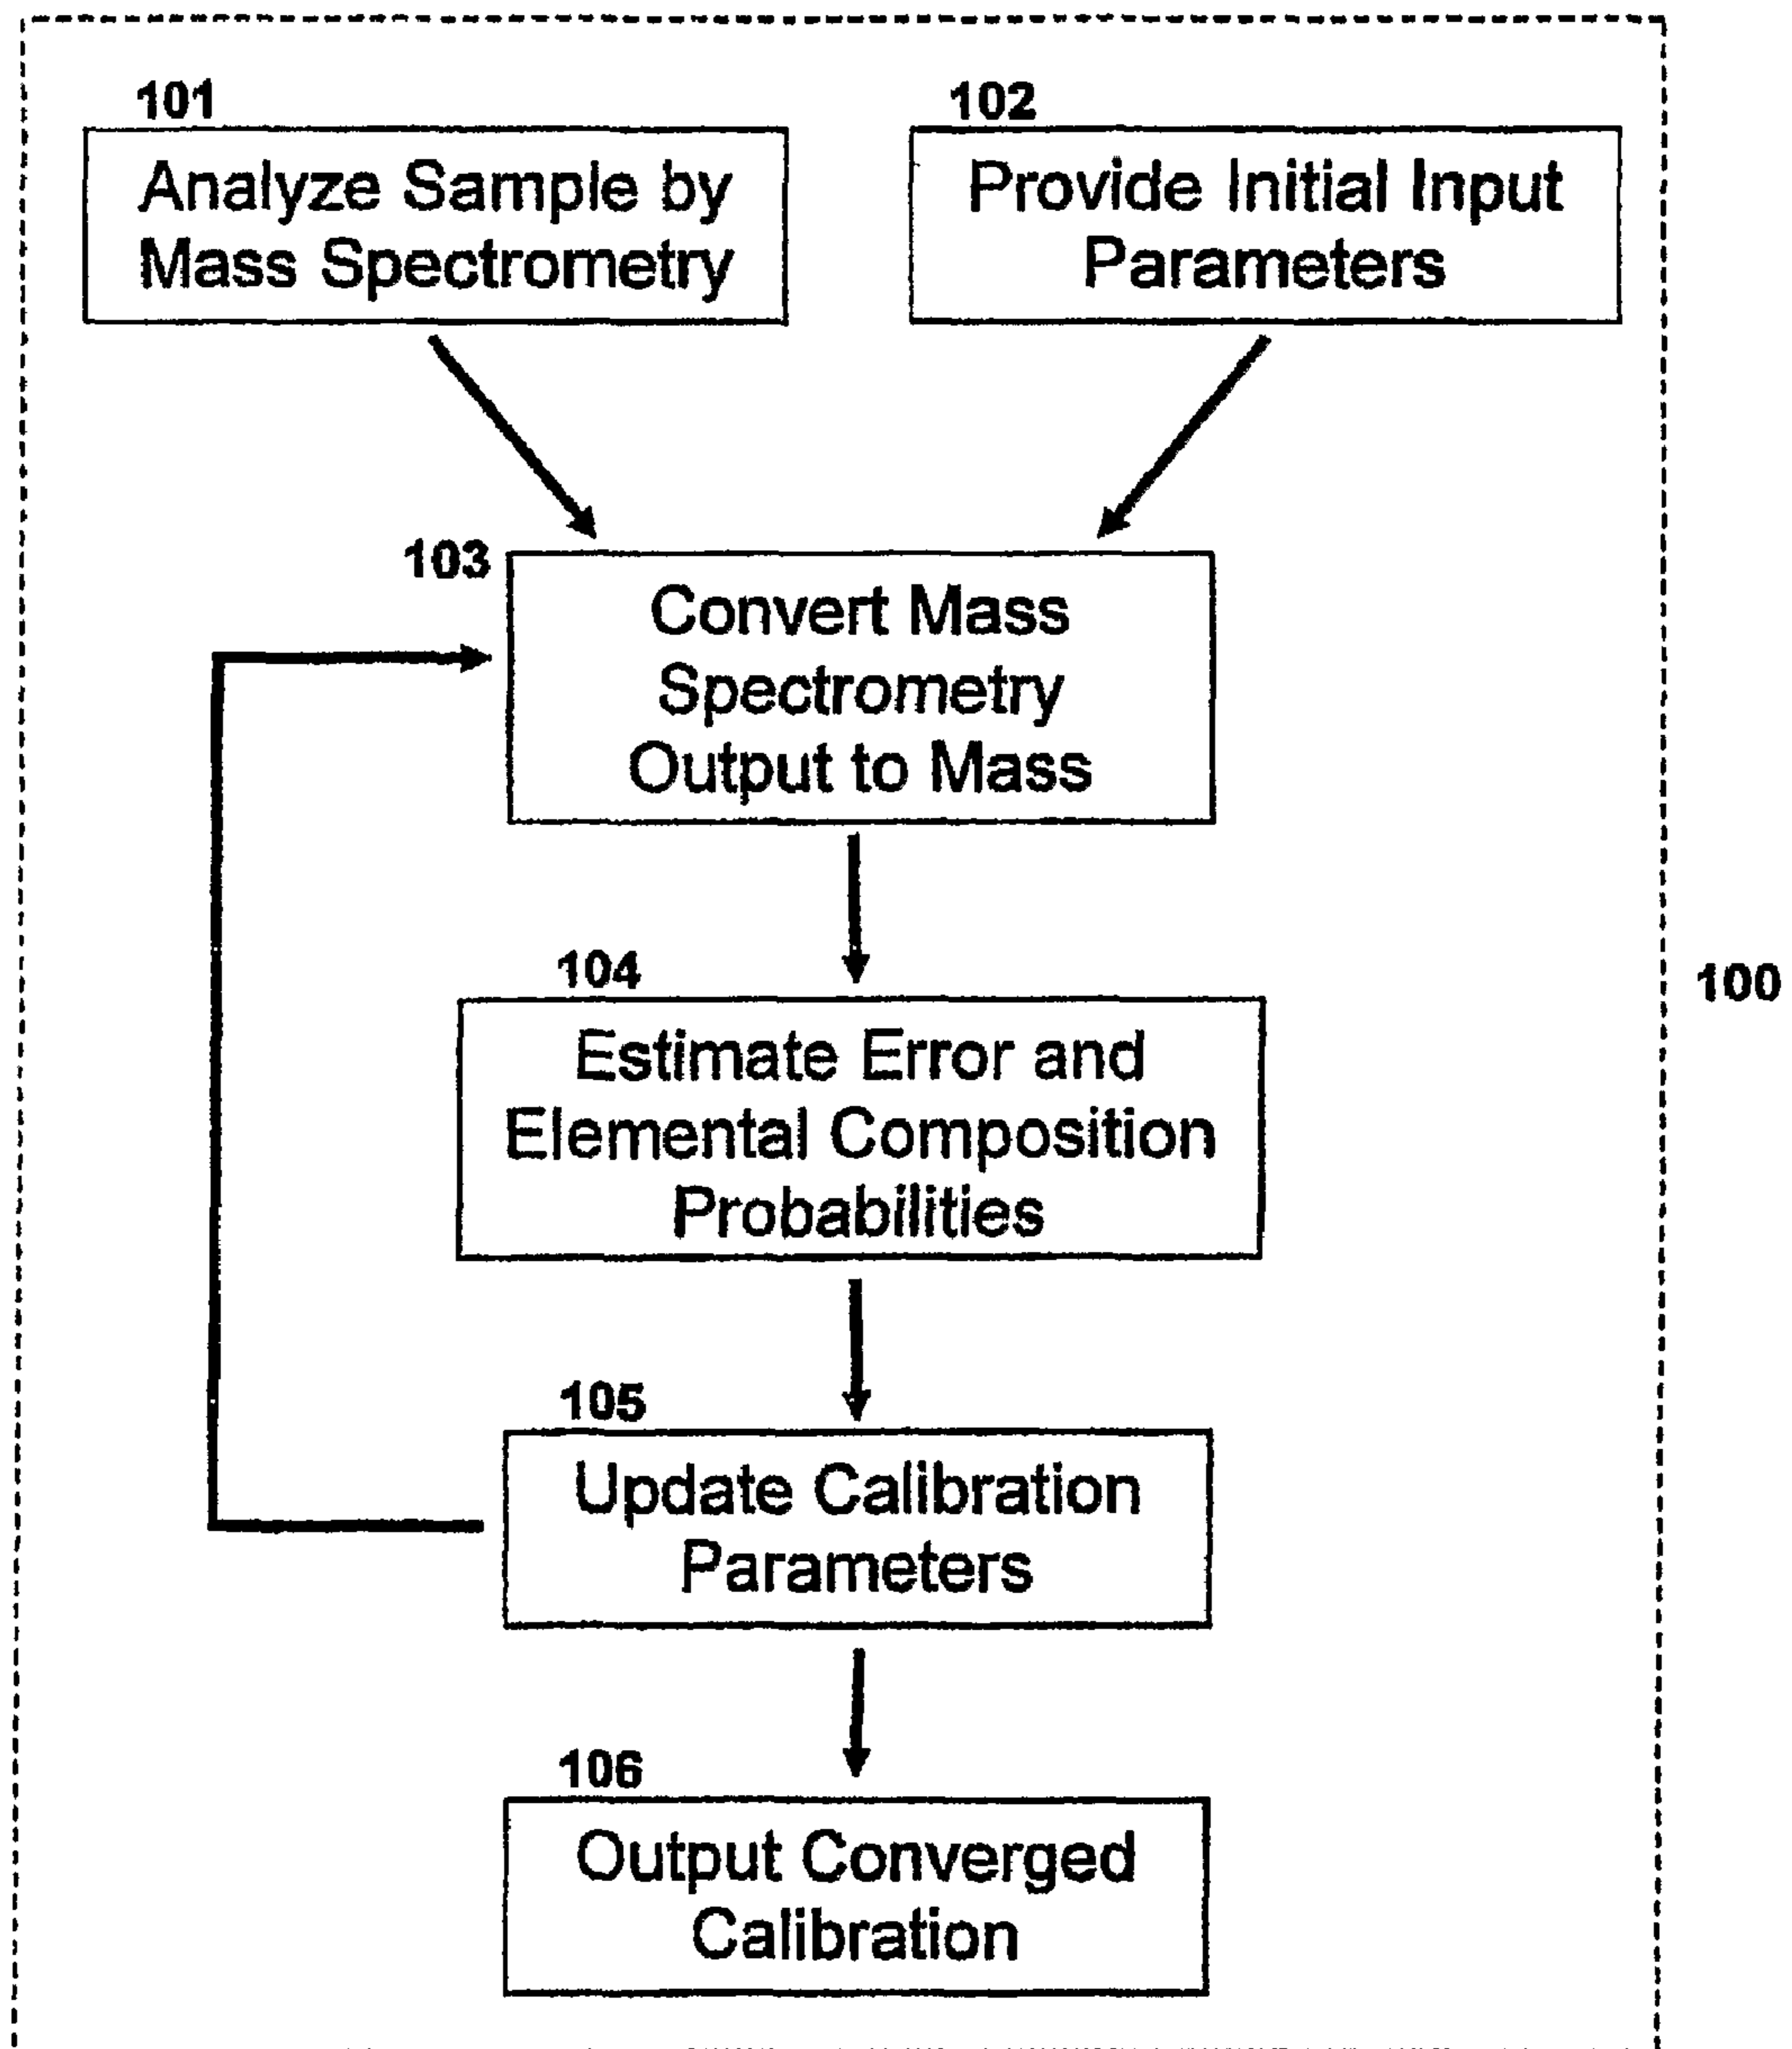 101
Analyze Sample by
Mass Spectrometry
102
Provide Initial Input
Parameters
103
Convert Mass
Spectrometry
Output to Mass
104
Estimate Error and
Elemental Composition
Probabilities
100
105
Update Calibration
Parameters
106
Output Converged
Calibration